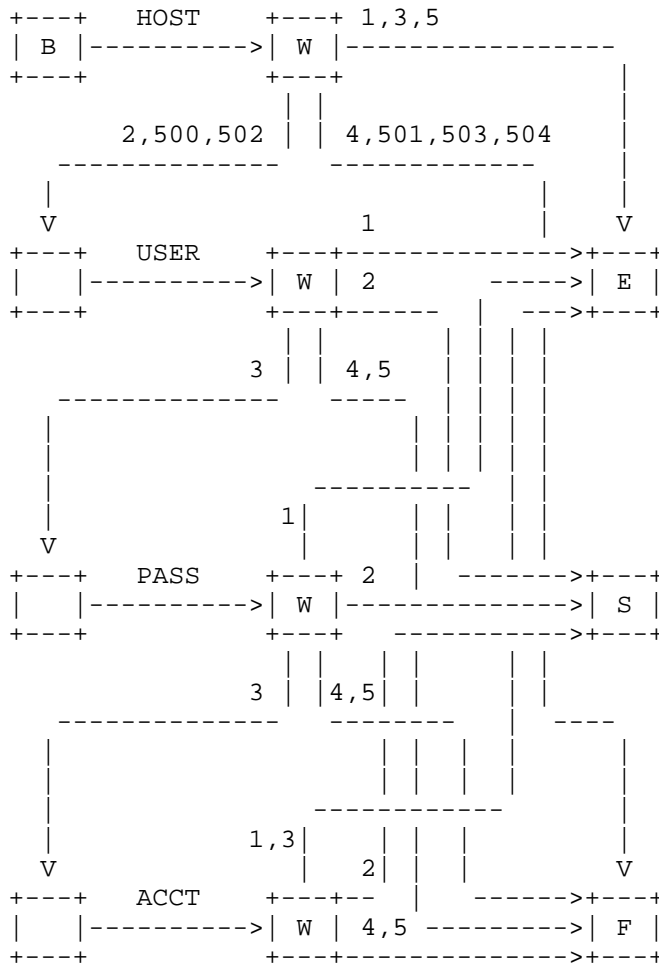 HOST 1,3,5
B W
2,500,502 4,501,503,504
V V
1
USER
W 2 E
3 4,5
1
V
PASS 2
W S
3 4,5
1,3
V 2 V
ACCT
W 4,5 F